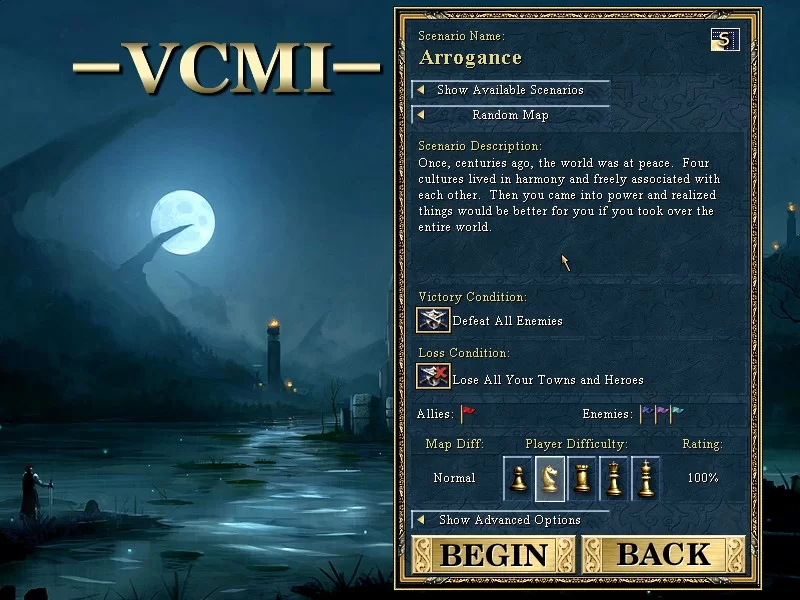 VCMI
Scenario Name:
S
Arrogance
Show Available Scenarios
Random Map
Scenario Description:
Once, centuries ago, the world was at peace. Four
cultures lived in harmony and freely associated with
each other. Then you came into power and realized
things would be better for you if you took over the
entire world.
Victory Condition:
Defeat All Enemies
Loss Condition:
Lose All Your Towns and Heroes
Allies: Enemies:
Map Diff: Player Difficulty: Rating:
Normal 100%
Show Advanced Options
BEGIN BACK